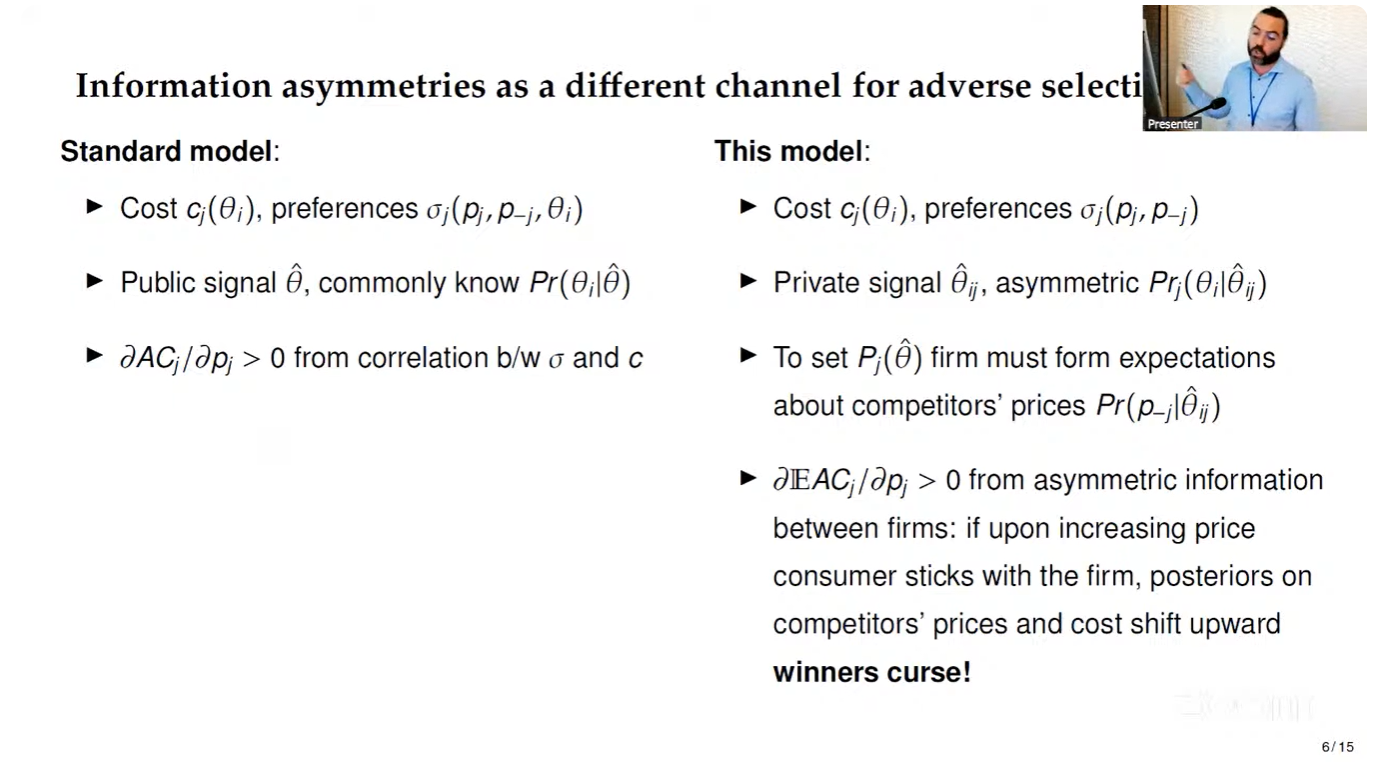 Information asymmetries as a different channel for adverse selecti
Presenter
Standard model:
► Cost cⱼ(θᵢ), preferences σⱼ(pⱼ, p₋ⱼ, θᵢ)
► Public signal θ̂, commonly know Pr(θᵢ|θ̂)
► ∂ACⱼ/∂pⱼ > 0 from correlation b/w σ and c
This model:
► Cost cⱼ(θᵢ), preferences σⱼ(pⱼ, p₋ⱼ)
► Private signal θ̂ᵢⱼ, asymmetric Prⱼ(θᵢ|θ̂ᵢⱼ)
► To set Pⱼ(θ̂) firm must form expectations
about competitors' prices Pr(p₋ⱼ|θ̂ᵢⱼ)
► ∂𝔼ACⱼ/∂pⱼ > 0 from asymmetric information
between firms: if upon increasing price
consumer sticks with the firm, posteriors on
competitors' prices and cost shift upward
winners curse!
6/15